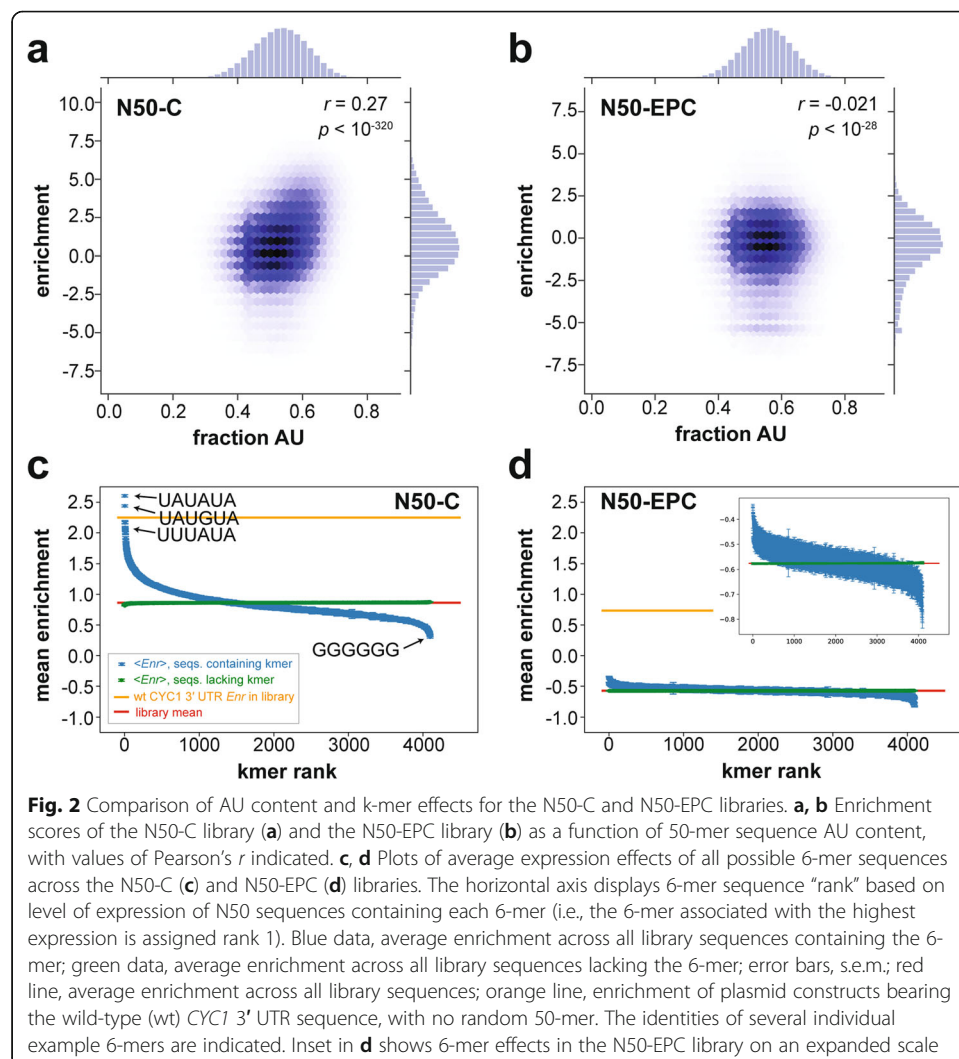 a
N50-C
r = 0.27
p < 10-320
10.0
7.5
5.0
2.5
0.0
-2.5
-5.0
-7.5
enrichment
0.0 0.2 0.4 0.6 0.8
fraction AU
b
N50-EPC
r = -0.021
p < 10-28
7.5
5.0
2.5
0.0
-2.5
-5.0
-7.5
enrichment
0.0 0.2 0.4 0.6 0.8
fraction AU
c
N50-C
UAUAUA
UAUGUA
UUUAUA
GGGGGG
2.5
2.0
1.5
1.0
0.5
0.0
-0.5
-1.0
mean enrichment
<Enr>, seqs. containing kmer
<Enr>, seqs. lacking kmer
wt CYC1 3' UTR Enr in library
library mean
0 1000 2000 3000 4000
kmer rank
d
N50-EPC
2.5
2.0
1.5
1.0
0.5
0.0
-0.5
-1.0
mean enrichment
−0.4
−0.5
−0.6
−0.7
−0.8
0 1000 2000 3000 4000
0 1000 2000 3000 4000
kmer rank
Fig. 2 Comparison of AU content and k-mer effects for the N50-C and N50-EPC libraries. a, b Enrichment
scores of the N50-C library (a) and the N50-EPC library (b) as a function of 50-mer sequence AU content,
with values of Pearson's r indicated. c, d Plots of average expression effects of all possible 6-mer sequences
across the N50-C (c) and N50-EPC (d) libraries. The horizontal axis displays 6-mer sequence “rank” based on
level of expression of N50 sequences containing each 6-mer (i.e., the 6-mer associated with the highest
expression is assigned rank 1). Blue data, average enrichment across all library sequences containing the 6-
mer; green data, average enrichment across all library sequences lacking the 6-mer; error bars, s.e.m.; red
line, average enrichment across all library sequences; orange line, enrichment of plasmid constructs bearing
the wild-type (wt) CYC1 3′ UTR sequence, with no random 50-mer. The identities of several individual
example 6-mers are indicated. Inset in d shows 6-mer effects in the N50-EPC library on an expanded scale